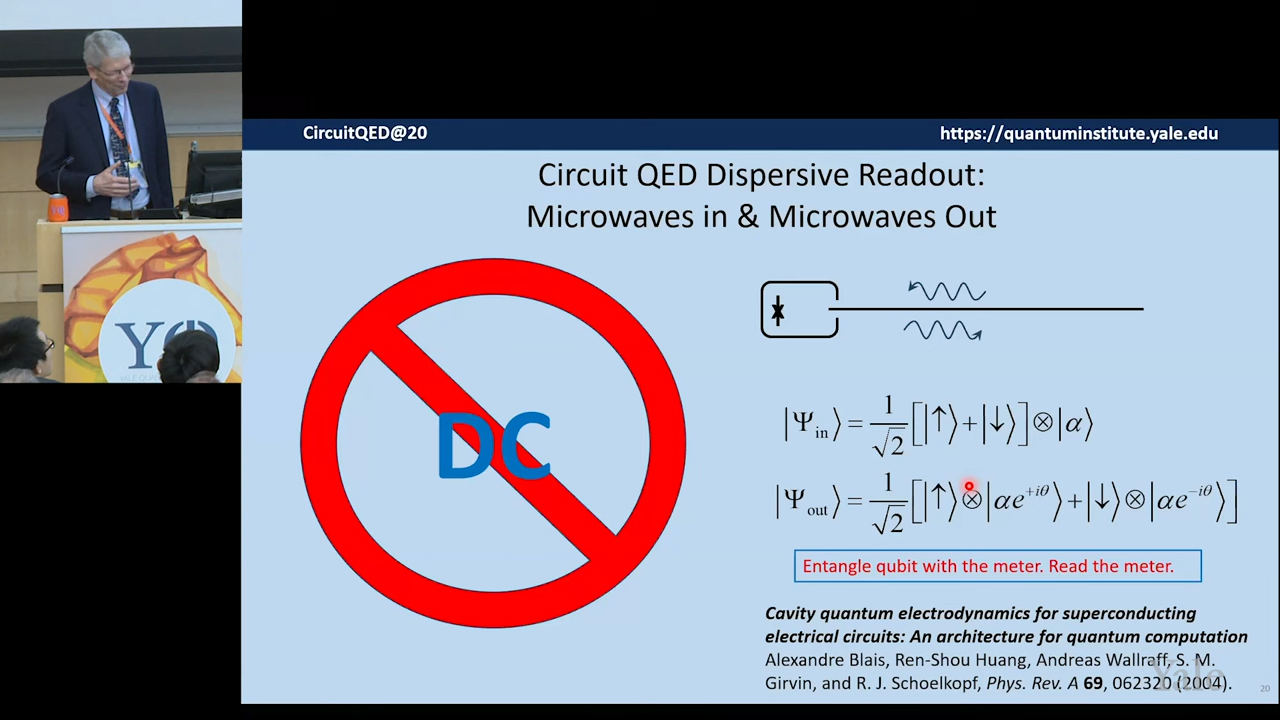 CircuitQED@20
https://quantuminstitute.yale.edu
Circuit QED Dispersive Readout:
Microwaves in & Microwaves Out
DC
|Ψ_in⟩ = 1/√2 [|↑⟩+|↓⟩]⊗|α⟩
|Ψ_out⟩ = 1/√2 [|↑⟩⊗|αe^{+iθ}⟩+|↓⟩⊗|αe^{−iθ}⟩]
Entangle qubit with the meter. Read the meter.
Cavity quantum electrodynamics for superconducting
electrical circuits: An architecture for quantum computation
Alexandre Blais, Ren-Shou Huang, Andreas Wallraff, S. M.
Girvin, and R. J. Schoelkopf, Phys. Rev. A 69, 062320 (2004).
Yale
20